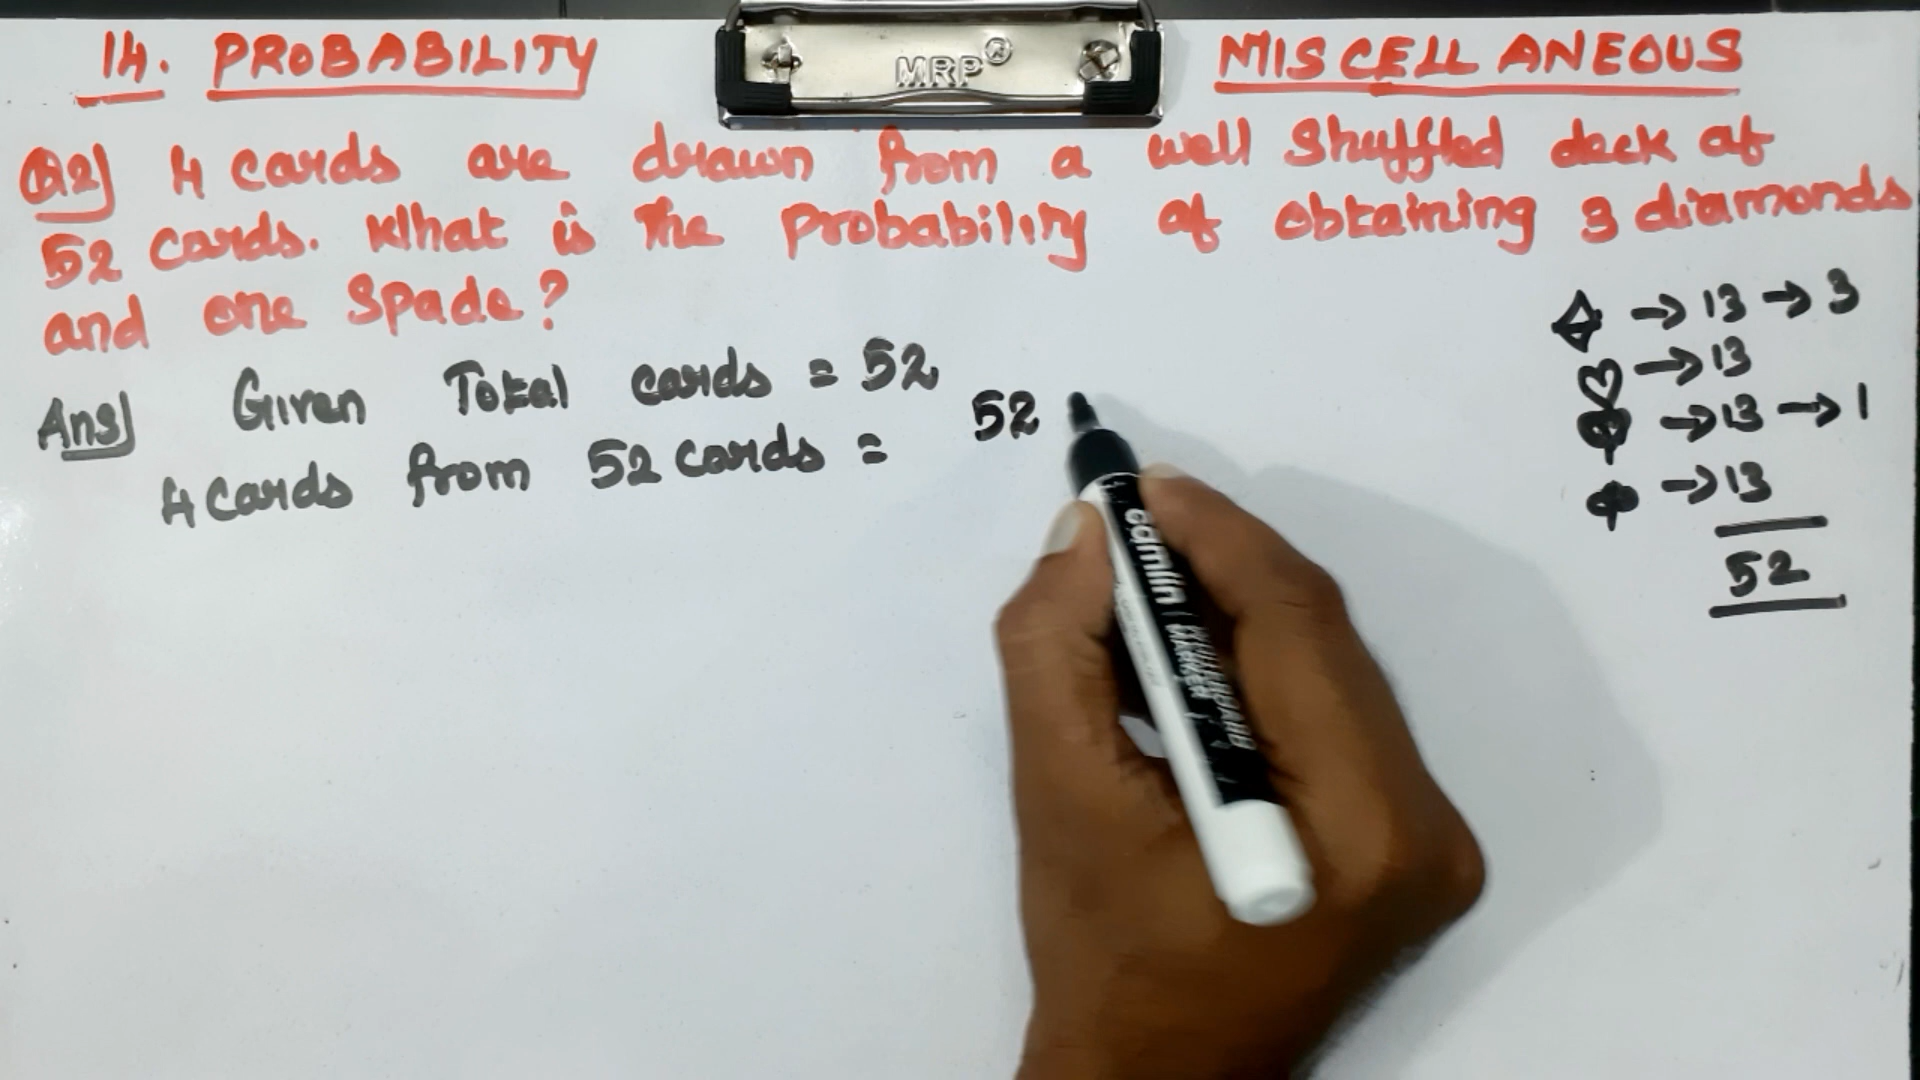 14. PROBABILITY
MRP®
MISCELLANEOUS
Q2) 4 cards are drawn from a well shuffled deck of
52 cards. What is the probability of obtaining 3 diamonds
and one spade?
♢ → 13 → 3
♡ → 13
♠ → 13 → 1
♣ → 13
52
Ans) Given Total cards = 52
4 cards from 52 cards = 52
camlin
WHITEBOARD
MARKER